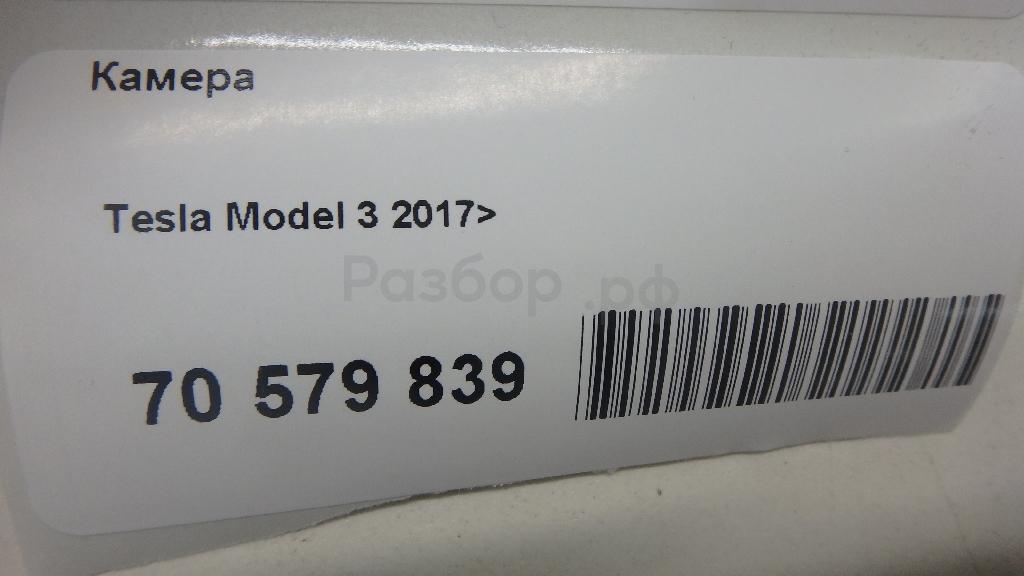 Камера
Tesla Model 3 2017>
Разбор.рф
70 579 839